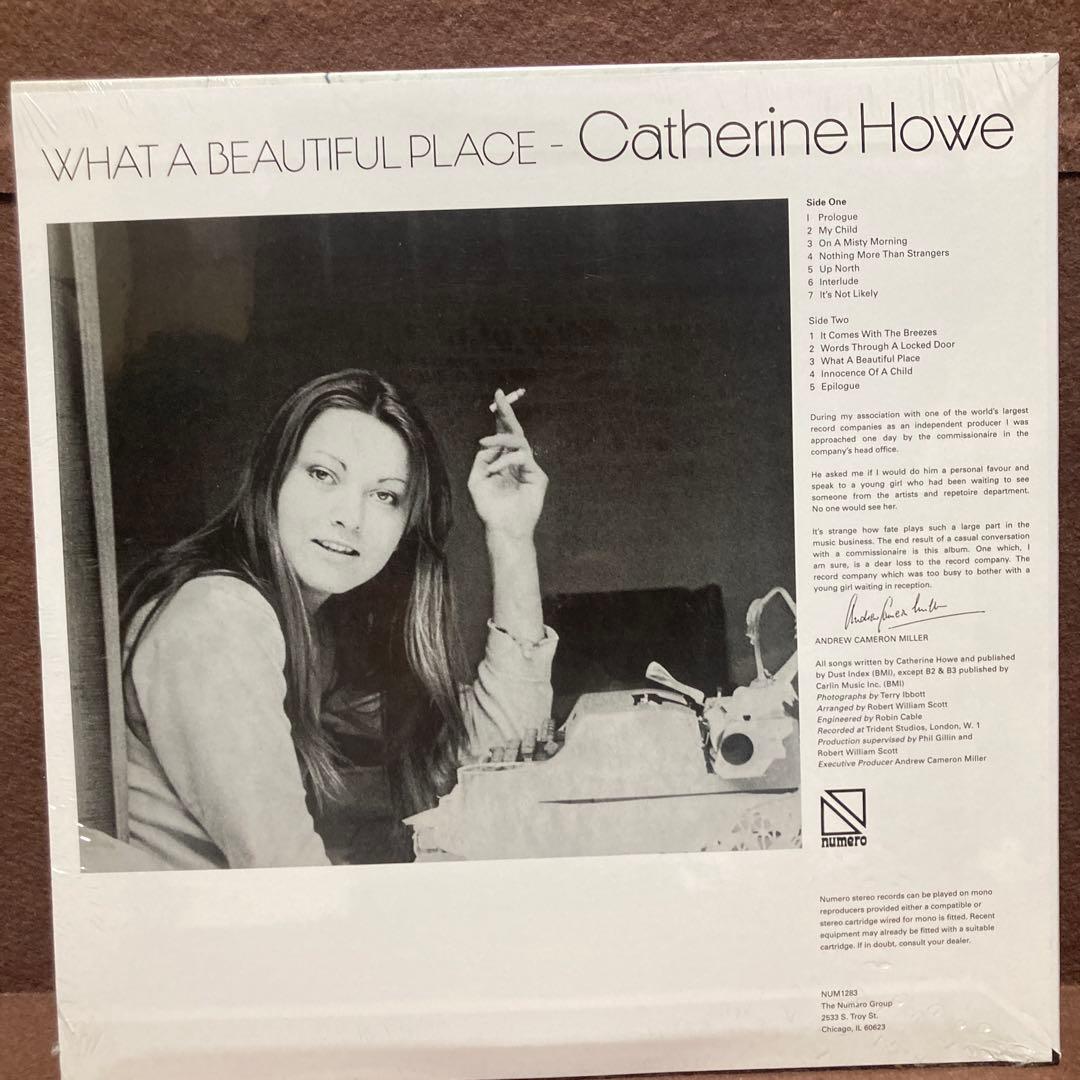 WHAT A BEAUTIFUL PLACE - Catherine Howe
Side One
1 Prologue
2 My Child
3 On A Misty Morning
4 Nothing More Than Strangers
5 Up North
6 Interlude
7 It's Not Likely
Side Two
1 It Comes With The Breezes
2 Words Through A Locked Door
3 What A Beautiful Place
4 Innocence Of A Child
5 Epilogue
During my association with one of the world's largest
record companies as an independent producer I was
approached one day by the commissionaire in the
company's head office.
He asked me if I would do him a personal favour and
speak to a young girl who had been waiting to see
someone from the artists and repetoire department.
No one would see her.
It's strange how fate plays such a large part in the
music business. The end result of a casual conversation
with a commissionaire is this album. One which, I
am sure, is a dear loss to the record company. The
record company which was too busy to bother with a
young girl waiting in reception.
Andrew Cameron Miller
ANDREW CAMERON MILLER
All songs written by Catherine Howe and published
by Dust Index (BMI), except B2 & B3 published by
Carlin Music Inc. (BMI)
Photographs by Terry Ibbott
Arranged by Robert William Scott
Engineered by Robin Cable
Recorded at Trident Studios, London, W. 1
Production supervised by Phil Gillin and
Robert William Scott
Executive Producer Andrew Cameron Miller
numero
Numero stereo records can be played on mono
reproducers provided either a compatible or
stereo cartridge wired for mono is fitted. Recent
equipment may already be fitted with a suitable
cartridge. If in doubt, consult your dealer.
NUM1283
The Numero Group
2533 S. Troy St.
Chicago, IL 60623